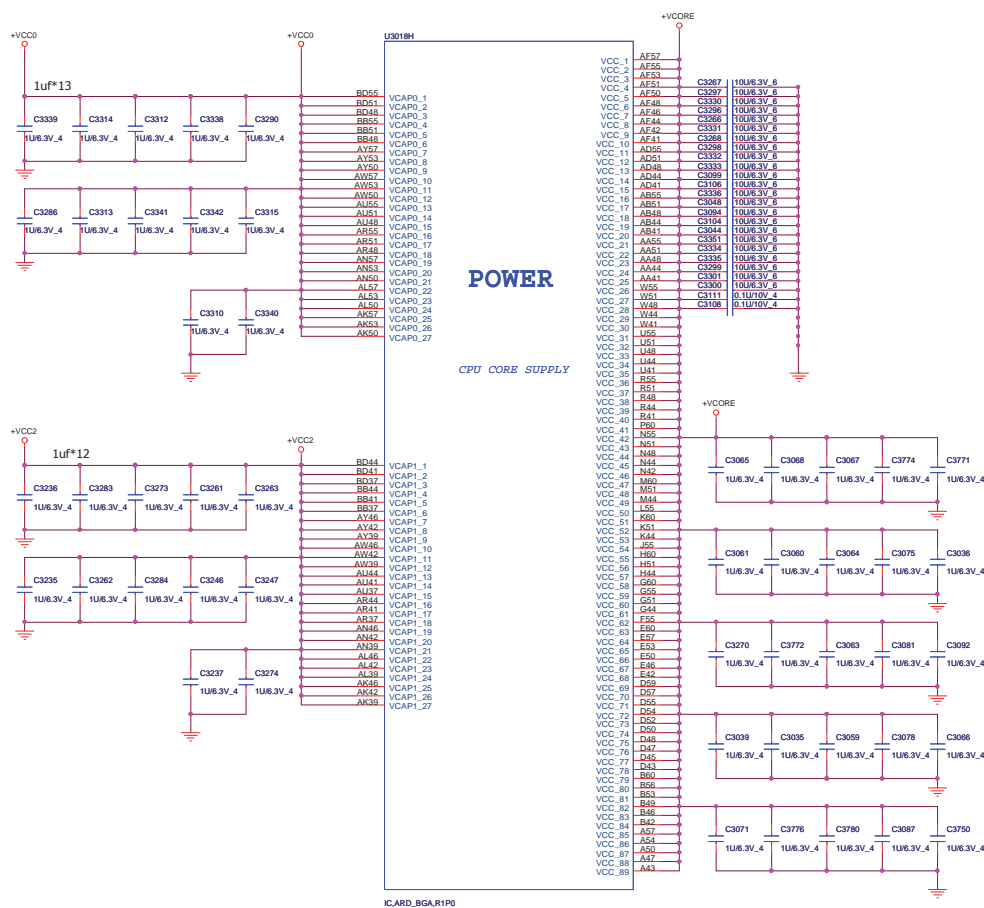 +VCORE
+VCC0
+VCC0
U3018H
1uf*13
C3339
1U/6.3V_4
C3314
1U/6.3V_4
C3312
1U/6.3V_4
C3338
1U/6.3V_4
C3290
1U/6.3V_4
C3286
1U/6.3V_4
C3313
1U/6.3V_4
C3341
1U/6.3V_4
C3342
1U/6.3V_4
C3315
1U/6.3V_4
C3310
1U/6.3V_4
C3340
1U/6.3V_4
BD55 VCAP0_1
BD51 VCAP0_2
BD48 VCAP0_3
BB55 VCAP0_4
BB51 VCAP0_5
BB48 VCAP0_6
AY57 VCAP0_7
AY53 VCAP0_8
AY50 VCAP0_9
AW57 VCAP0_10
AW53 VCAP0_11
AW50 VCAP0_12
AU55 VCAP0_13
AU51 VCAP0_14
AU48 VCAP0_15
AR55 VCAP0_16
AR51 VCAP0_17
AR48 VCAP0_18
AN57 VCAP0_19
AN53 VCAP0_20
AN50 VCAP0_21
AL57 VCAP0_22
AL53 VCAP0_23
AL50 VCAP0_24
AK57 VCAP0_25
AK53 VCAP0_26
AK50 VCAP0_27
+VCC2
+VCC2
1uf*12
C3236
1U/6.3V_4
C3283
1U/6.3V_4
C3273
1U/6.3V_4
C3261
1U/6.3V_4
C3263
1U/6.3V_4
C3235
1U/6.3V_4
C3262
1U/6.3V_4
C3284
1U/6.3V_4
C3246
1U/6.3V_4
C3247
1U/6.3V_4
C3237
1U/6.3V_4
C3274
1U/6.3V_4
BD44 VCAP1_1
BD41 VCAP1_2
BD37 VCAP1_3
BB44 VCAP1_4
BB41 VCAP1_5
BB37 VCAP1_6
AY46 VCAP1_7
AY42 VCAP1_8
AY39 VCAP1_9
AW46 VCAP1_10
AW42 VCAP1_11
AW39 VCAP1_12
AU44 VCAP1_13
AU41 VCAP1_14
AU37 VCAP1_15
AR44 VCAP1_16
AR41 VCAP1_17
AR37 VCAP1_18
AN46 VCAP1_19
AN42 VCAP1_20
AN39 VCAP1_21
AL46 VCAP1_22
AL42 VCAP1_23
AL39 VCAP1_24
AK46 VCAP1_25
AK42 VCAP1_26
AK39 VCAP1_27
POWER
CPU CORE SUPPLY
VCC_1 AF57
VCC_2 AF55
VCC_3 AF53
VCC_4 AF51
VCC_5 AF50
VCC_6 AF48
VCC_7 AF46
VCC_8 AF44
VCC_9 AF42
VCC_10 AF41
VCC_11 AD55
VCC_12 AD51
VCC_13 AD48
VCC_14 AD44
VCC_15 AD41
VCC_16 AB55
VCC_17 AB51
VCC_18 AB48
VCC_19 AB44
VCC_20 AB41
VCC_21 AA55
VCC_22 AA51
VCC_23 AA48
VCC_24 AA44
VCC_25 AA41
VCC_26 W55
VCC_27 W51
VCC_28 W48
VCC_29 W44
VCC_30 W41
VCC_31 U55
VCC_32 U51
VCC_33 U48
VCC_34 U44
VCC_35 U41
VCC_36 R55
VCC_37 R51
VCC_38 R48
VCC_39 R44
VCC_40 R41
VCC_41 P60
VCC_42 N55
VCC_43 N51
VCC_44 N48
VCC_45 N44
VCC_46 N42
VCC_47 M60
VCC_48 M51
VCC_49 M44
VCC_50 L55
VCC_51 K60
VCC_52 K51
VCC_53 K44
VCC_54 J55
VCC_55 H60
VCC_56 H51
VCC_57 H44
VCC_58 G60
VCC_59 G55
VCC_60 G51
VCC_61 G44
VCC_62 F55
VCC_63 E60
VCC_64 E57
VCC_65 E53
VCC_66 E50
VCC_67 E46
VCC_68 E42
VCC_69 D59
VCC_70 D57
VCC_71 D55
VCC_72 D54
VCC_73 D52
VCC_74 D50
VCC_75 D48
VCC_76 D47
VCC_77 D45
VCC_78 D43
VCC_79 B60
VCC_80 B56
VCC_81 B53
VCC_82 B49
VCC_83 B46
VCC_84 B42
VCC_85 A57
VCC_86 A54
VCC_87 A50
VCC_88 A47
VCC_89 A43
C3267 10U/6.3V_6
C3297 10U/6.3V_6
C3330 10U/6.3V_6
C3296 10U/6.3V_6
C3266 10U/6.3V_6
C3331 10U/6.3V_6
C3268 10U/6.3V_6
C3298 10U/6.3V_6
C3332 10U/6.3V_6
C3333 10U/6.3V_6
C3099 10U/6.3V_6
C3106 10U/6.3V_6
C3336 10U/6.3V_6
C3048 10U/6.3V_6
C3094 10U/6.3V_6
C3104 10U/6.3V_6
C3044 10U/6.3V_6
C3351 10U/6.3V_6
C3334 10U/6.3V_6
C3335 10U/6.3V_6
C3299 10U/6.3V_6
C3301 10U/6.3V_6
C3300 10U/6.3V_6
C3111 0.1U/10V_4
C3108 0.1U/10V_4
+VCORE
C3065
1U/6.3V_4
C3068
1U/6.3V_4
C3067
1U/6.3V_4
C3774
1U/6.3V_4
C3771
1U/6.3V_4
C3061
1U/6.3V_4
C3060
1U/6.3V_4
C3064
1U/6.3V_4
C3075
1U/6.3V_4
C3036
1U/6.3V_4
C3270
1U/6.3V_4
C3772
1U/6.3V_4
C3063
1U/6.3V_4
C3081
1U/6.3V_4
C3092
1U/6.3V_4
C3039
1U/6.3V_4
C3035
1U/6.3V_4
C3059
1U/6.3V_4
C3078
1U/6.3V_4
C3066
1U/6.3V_4
C3071
1U/6.3V_4
C3776
1U/6.3V_4
C3780
1U/6.3V_4
C3087
1U/6.3V_4
C3750
1U/6.3V_4
IC,ARD_BGA,R1P0